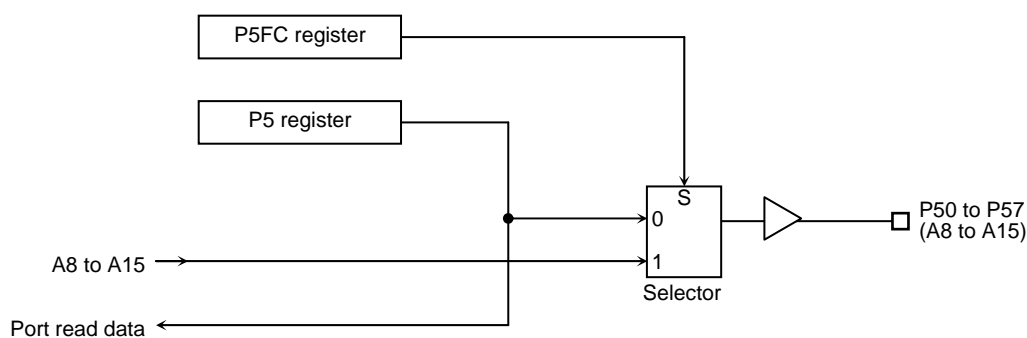 P5FC register
P5 register
S
0
1
P50 to P57
(A8 to A15)
A8 to A15
Selector
Port read data